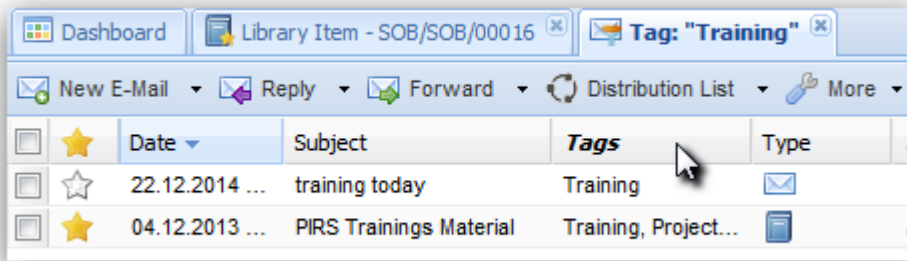 Dashboard Library Item - SOB/SOB/00016 Tag: "Training"
New E-Mail Reply Forward Distribution List More
Date Subject Tags Type
22.12.2014 ... training today Training
04.12.2013 ... PIRS Trainings Material Training, Project...